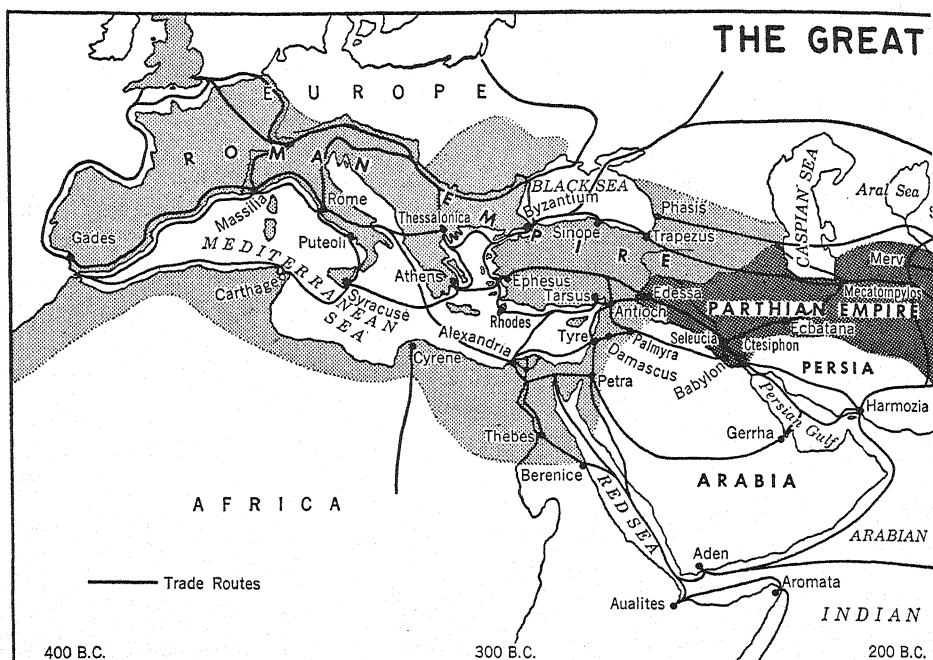 THE GREAT
EUROPE
ROMAN EMPIRE
BLACK SEA
CASPIAN SEA
Aral Sea
Massilia
Rome
Thessalonica
Byzantium
Sinope
Phasis
Trapezus
Gades
MEDITERRANEAN SEA
Puteoli
Merv
Carthage
Syracuse
Athens
Ephesus
Tarsus
Edessa
Antioch
Mecatompylos
PARTHIAN EMPIRE
Rhodes
Alexandria
Tyre
Palmyra
Seleucia
Ecbatana
Ctesiphon
Cyrene
Damascus
Babylon
PERSIA
Petra
Persian Gulf
Harmozia
Thebes
Gerrha
Berenice
RED SEA
ARABIA
AFRICA
ARABIAN
Aden
Trade Routes
Aualites
Aromata
INDIAN
400 B.C.
300 B.C.
200 B.C.